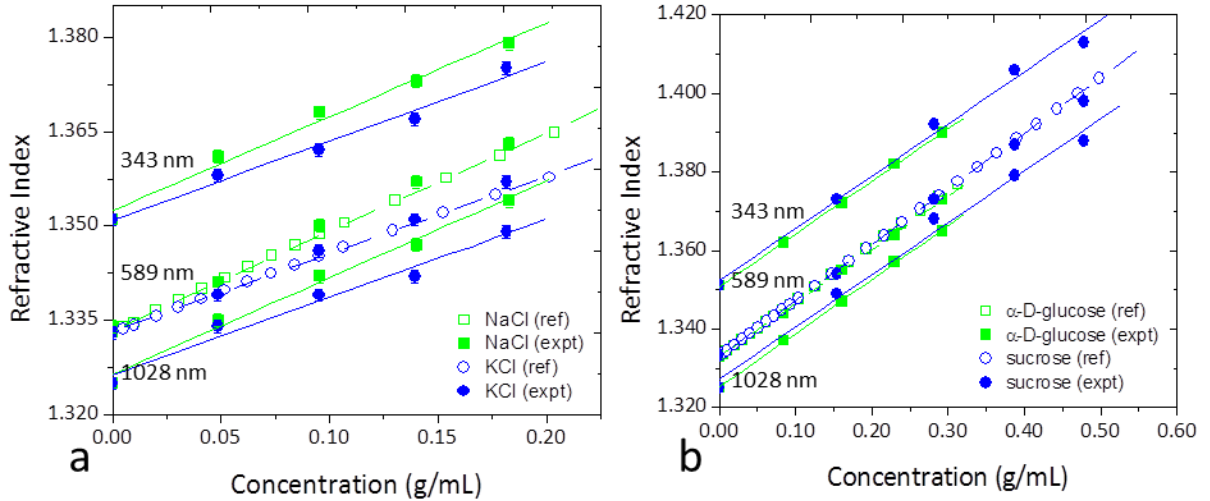 1.380
1.365
1.350
1.335
1.320
Refractive Index
343 nm
589 nm
1028 nm
NaCl (ref)
NaCl (expt)
KCl (ref)
KCl (expt)
0.00
0.05
0.10
0.15
0.20
a
Concentration (g/mL)
1.420
1.400
1.380
1.360
1.340
1.320
Refractive Index
343 nm
589 nm
1028 nm
α-D-glucose (ref)
α-D-glucose (expt)
sucrose (ref)
sucrose (expt)
0.00
0.10
0.20
0.30
0.40
0.50
0.60
b
Concentration (g/mL)